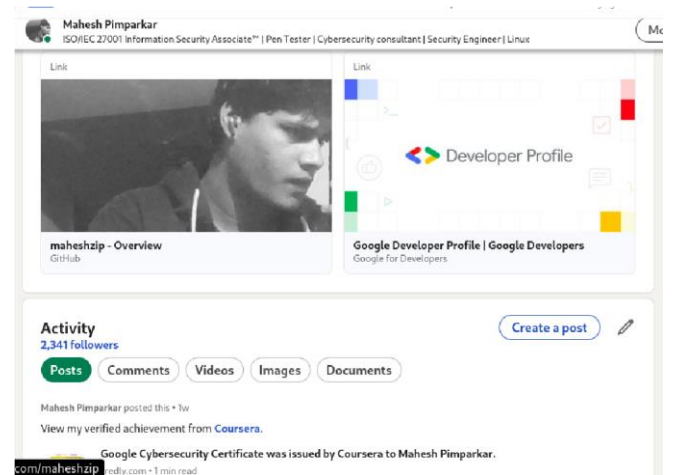 Mahesh Pimparkar
ISO/IEC 27001 Information Security Associate™ | Pen Tester | Cybersecurity consultant | Security Engineer | Linux
Link
Link
Developer Profile
maheshzip - Overview
GitHub
Google Developer Profile | Google Developers
Google for Developers
Activity
2,341 followers
Create a post
Posts
Comments
Videos
Images
Documents
Mahesh Pimparkar posted this • 1w
View my verified achievement from Coursera.
Google Cybersecurity Certificate was issued by Coursera to Mahesh Pimparkar.
com/maheshzip
redly.com • 1 min read